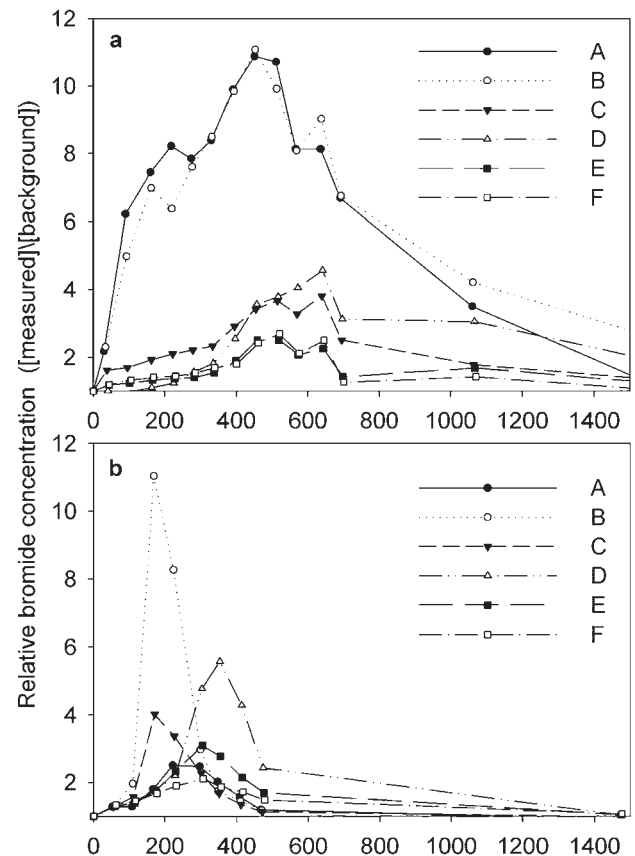 Relative bromide concentration ([measured]\[background])
a
12
10
8
6
4
2
0 200 400 600 800 1000 1200 1400
A
B
C
D
E
F
b
12
10
8
6
4
2
0 200 400 600 800 1000 1200 1400
A
B
C
D
E
F